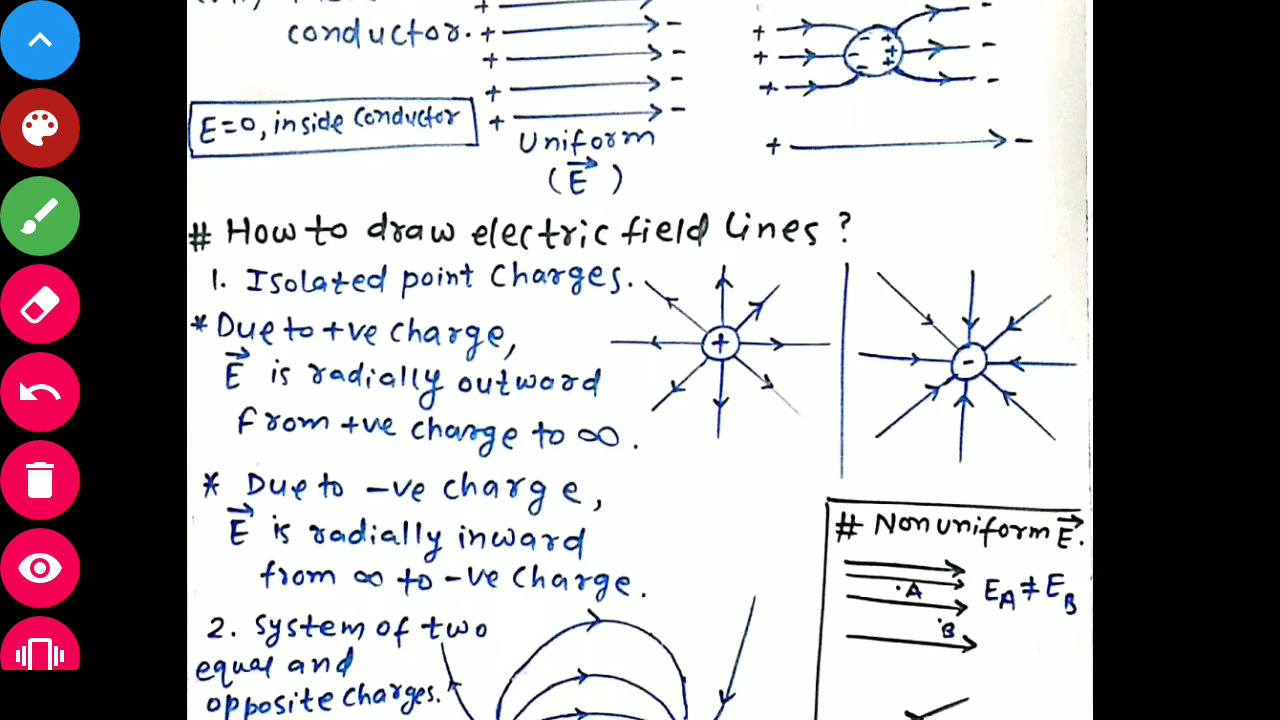 conductor.
E=0, inside conductor
Uniform
(E⃗)
# How to draw electric field lines ?
1. Isolated point Charges.
* Due to +ve charge,
E⃗ is radially outward
from +ve charge to ∞.
* Due to -ve charge,
E⃗ is radially inward
from ∞ to -ve Charge.
2. System of two
equal and
opposite charges.
# Nonuniform E⃗.
.A
E_A ≠ E_B
.B